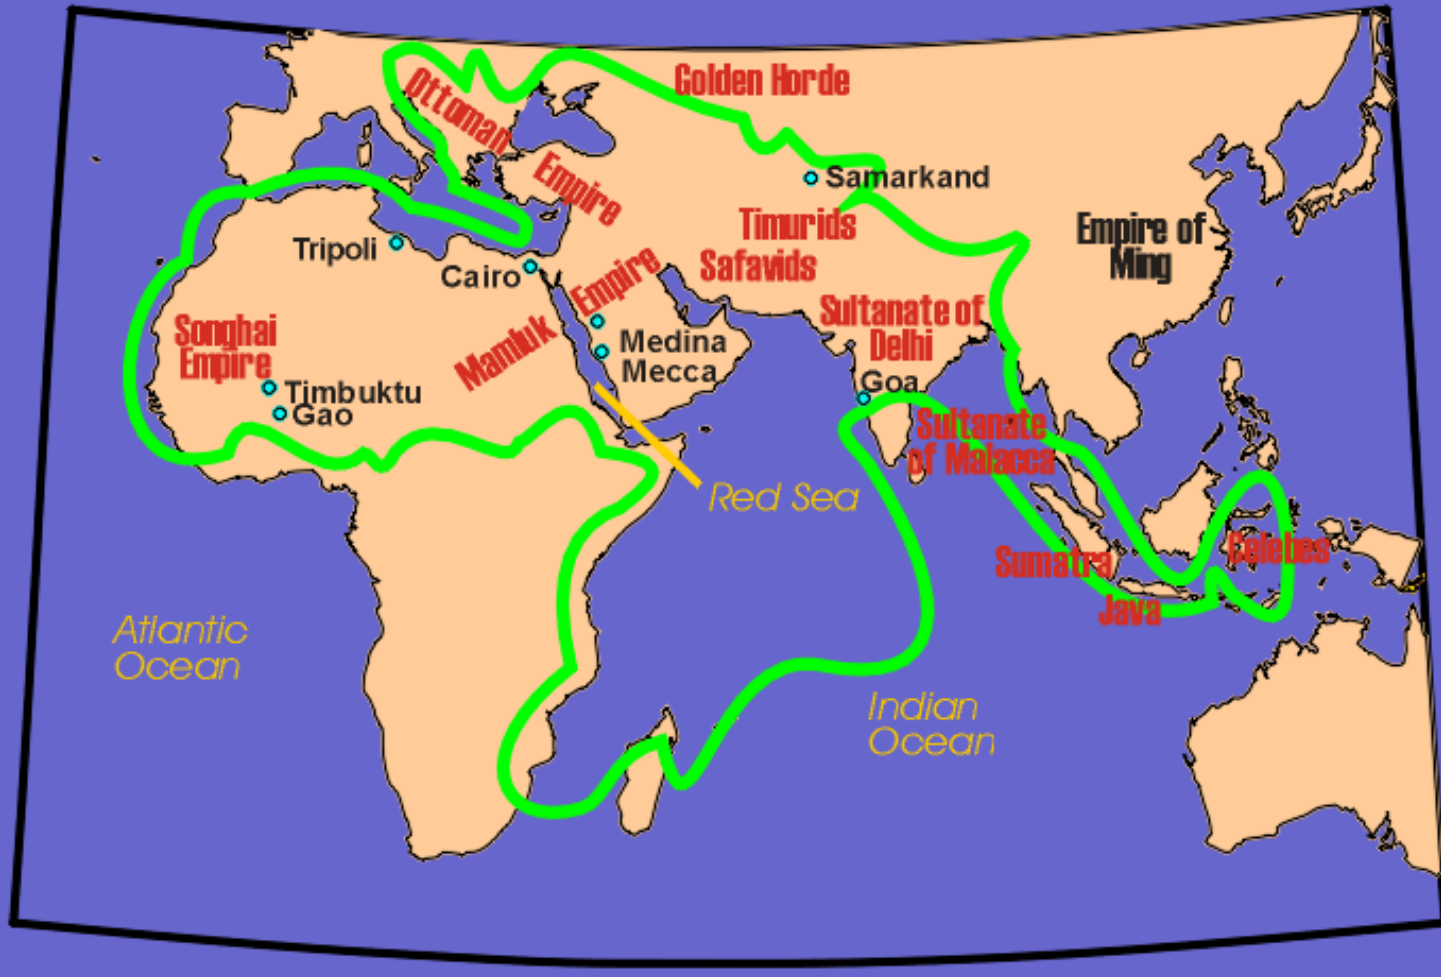 Golden Horde
Ottoman
Empire
Samarkand
Timurids
Safavids
Empire of
Ming
Tripoli
Cairo
Empire
Mamluk
Medina
Mecca
Sultanate of
Delhi
Goa
Songhai
Empire
Timbuktu
Gao
Sultanate
of Malacca
Red Sea
Sumatra
Celebes
Java
Atlantic
Ocean
Indian
Ocean